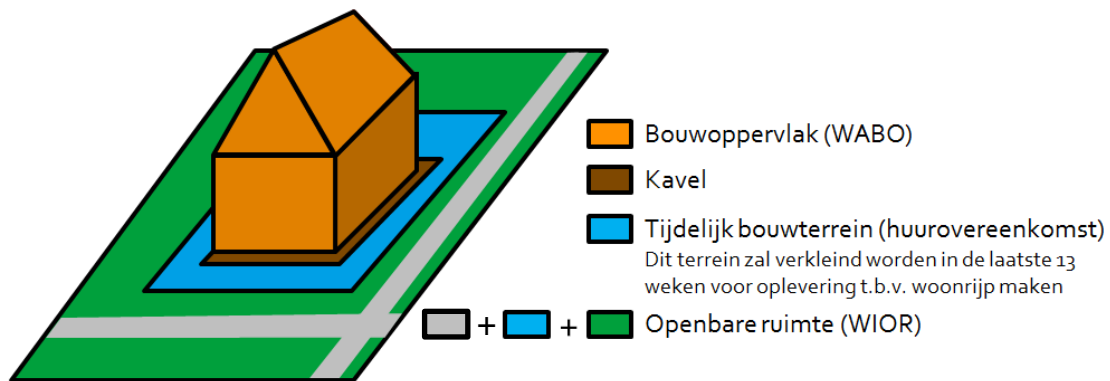 Bouwoppervlak (WABO)
Kavel
Tijdelijk bouwterrein (huurovereenkomst)
Dit terrein zal verkleind worden in de laatste 13
weken voor oplevering t.b.v. woonrijp maken
+ + Openbare ruimte (WIOR)